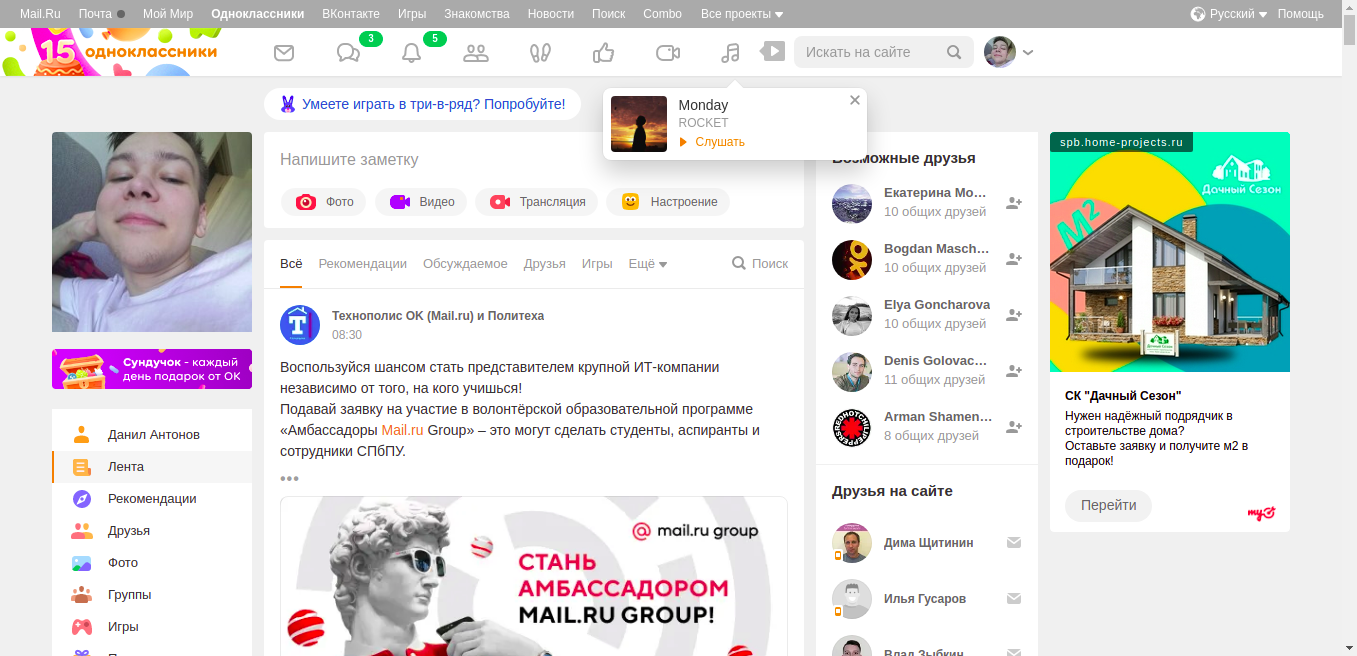 Mail.Ru Почта Мой Мир Одноклассники ВКонтакте Игры Знакомства Новости Поиск Combo Все проекты Русский Помощь
15 одноклассники
3
5
Искать на сайте
Умеете играть в три-в-ряд? Попробуйте!
Monday
ROCKET
Слушать
Сундучок - каждый
день подарок от ОК
Данил Антонов
Лента
Рекомендации
Друзья
Фото
Группы
Игры
Напишите заметку
Фото Видео Трансляция Настроение
Всё Рекомендации Обсуждаемое Друзья Игры Ещё Поиск
Технополис OK (Mail.ru) и Политеха
08:30
Воспользуйся шансом стать представителем крупной ИТ-компании
независимо от того, на кого учишься!
Подавай заявку на участие в волонтёрской образовательной программе
«Амбассадоры Mail.ru Group» – это могут сделать студенты, аспиранты и
сотрудники СПбПУ.
•••
@ mail.ru group
СТАНЬ
АМБАССАДОРОМ
MAIL.RU GROUP!
Возможные друзья
Екатерина Мо...
10 общих друзей
Bogdan Masch...
10 общих друзей
Elya Goncharova
10 общих друзей
Denis Golovac...
11 общих друзей
Arman Shamen...
8 общих друзей
Друзья на сайте
Дима Щитинин
Илья Гусаров
Влад Зыбкин
spb.home-projects.ru
Дачный Сезон
М2
Дачный Сезон
СК "Дачный Сезон"
Нужен надёжный подрядчик в
строительстве дома?
Оставьте заявку и получите м2 в
подарок!
Перейти